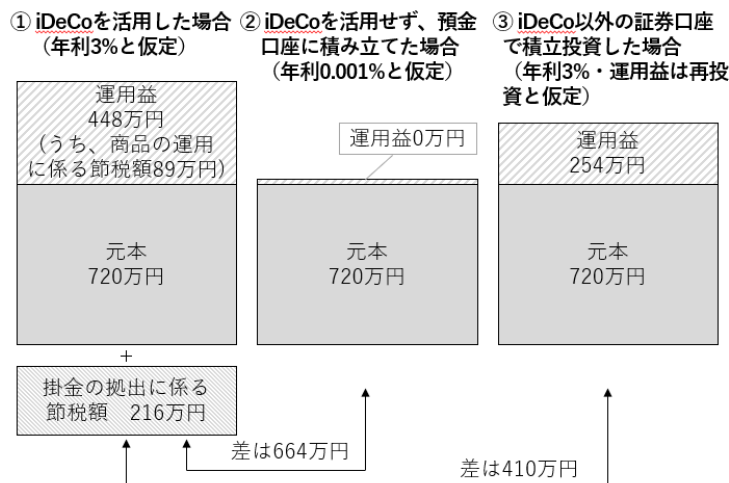 ① iDeCoを活用した場合
（年利3%と仮定）
② iDeCoを活用せず、預金
口座に積み立てた場合
（年利0.001%と仮定）
③ iDeCo以外の証券口座
で積立投資した場合
（年利3%・運用益は再投
資と仮定）
運用益
448万円
(うち、商品の運用
に係る節税額89万円)
元本
720万円
+
掛金の拠出に係る
節税額　216万円
運用益0万円
元本
720万円
運用益
254万円
元本
720万円
差は664万円
差は410万円